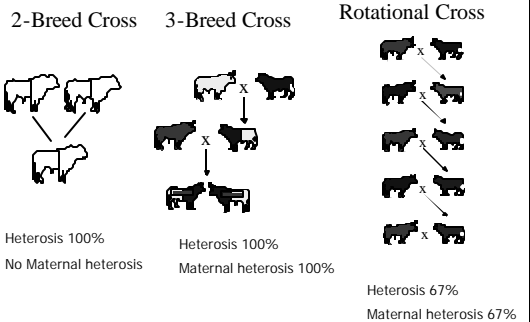 2-Breed Cross
3-Breed Cross
Rotational Cross
x
x
x
x
x
x
x
Heterosis 100%
No Maternal heterosis
Heterosis 100%
Maternal heterosis 100%
Heterosis 67%
Maternal heterosis 67%